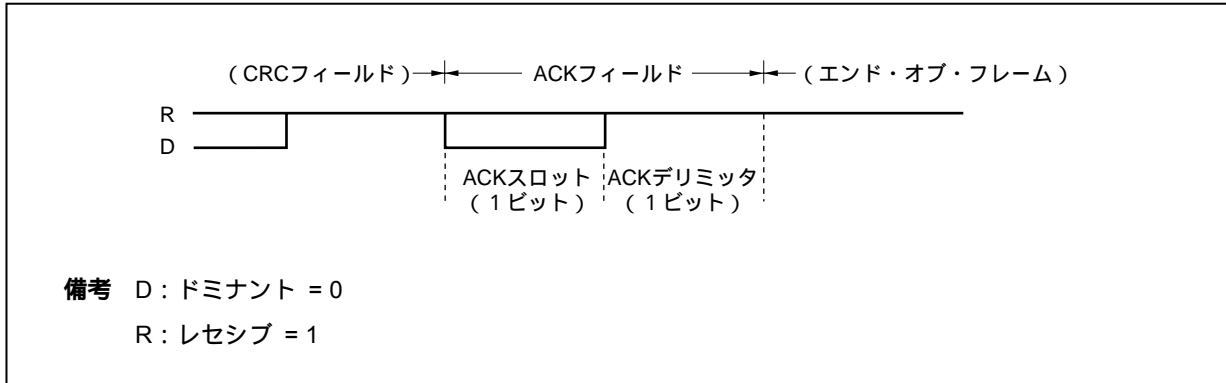 （CRCフィールド） ACKフィールド （エンド・オブ・フレーム）
R
D
ACKスロット ACKデリミッタ
（1ビット） （1ビット）
備考 D：ドミナント = 0
R：レセシブ = 1